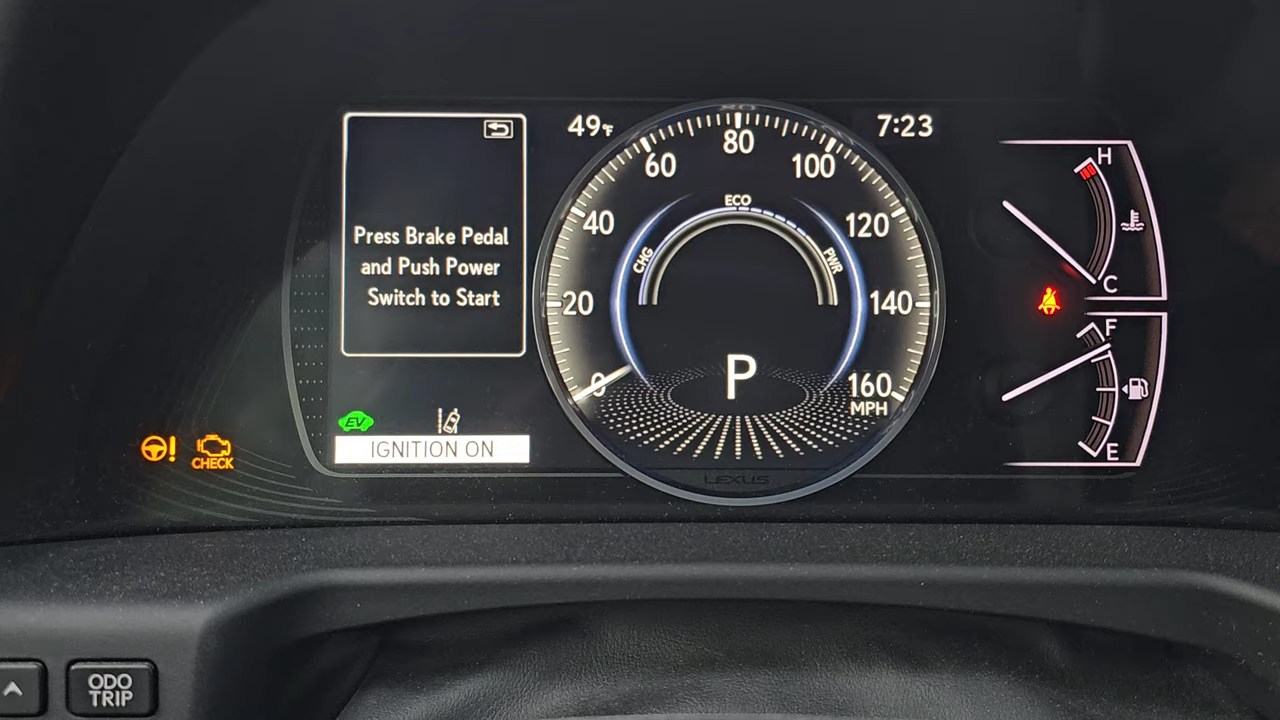 49°F
80
7:23
Press Brake Pedal
and Push Power
Switch to Start
60
80
100
40
120
20
140
0
160
MPH
ECO
CHG
PWR
P
H
C
F
E
EV
IGNITION ON
CHECK
LEXUS
ODO
TRIP